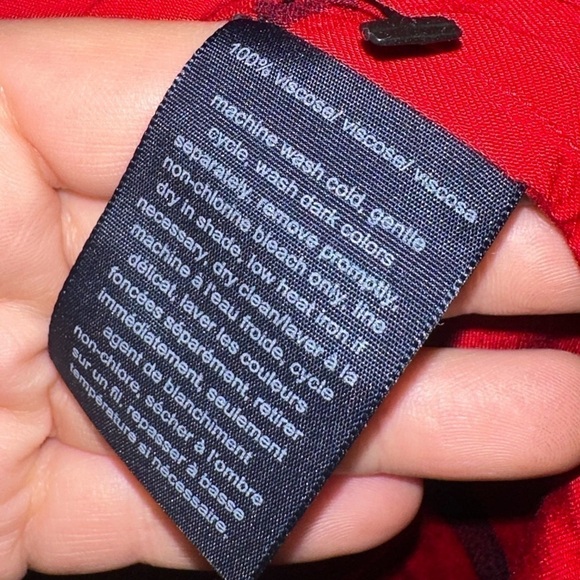 100% viscose/ viscose/ viscosa
machine wash cold, gentle
cycle, wash dark colors
separately, remove promptly,
non-chlorine bleach only, line
dry in shade, low heat iron if
necessary, dry clean/laver à la
machine à l'eau froide, cycle
délicat, laver les couleurs
foncées séparément, retirer
immédiatement, seulement
agent de blanchiment
non-chlore, sécher à l'ombre
sur un fil, repasser à basse
température si nécessaire,